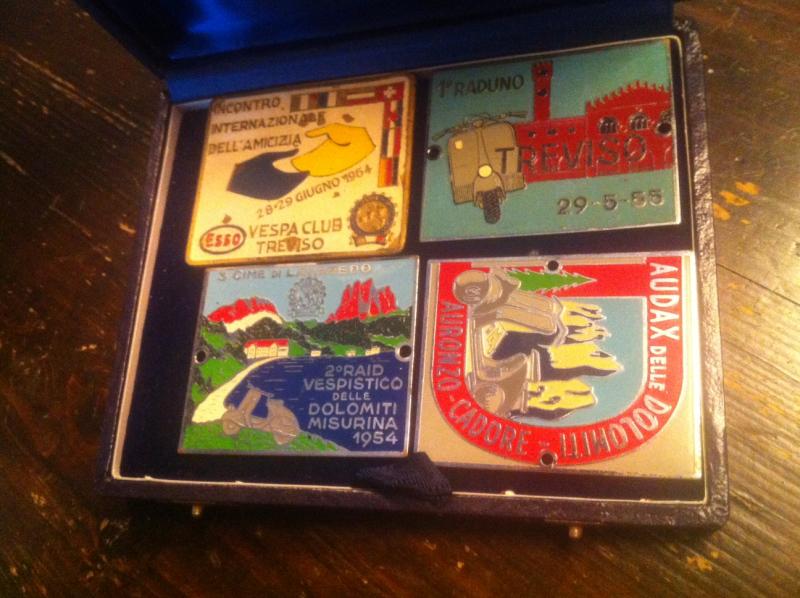 INCONTRO
INTERNAZIONALE
DELL'AMICIZIA
28-29 GIUGNO 1964
ESSO
VESPA CLUB
TREVISO
1° RADUNO
TREVISO
29-5-55
3 CIME DI LAVAREDO
2° RAID
VESPISTICO
DELLE
DOLOMITI
MISURINA
1954
AUDAX DELLE DOLOMITI
AURONZO - CADORE -